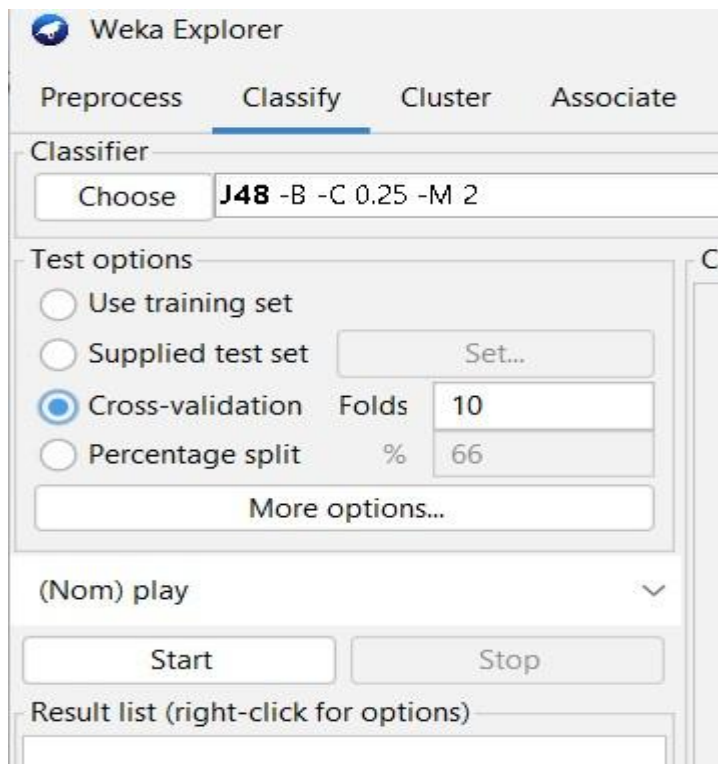 Weka Explorer
Preprocess Classify Cluster Associate
Classifier
Choose J48 -B -C 0.25 -M 2
Test options C
Use training set
Supplied test set Set...
Cross-validation Folds 10
Percentage split % 66
More options...
(Nom) play
Start Stop
Result list (right-click for options)